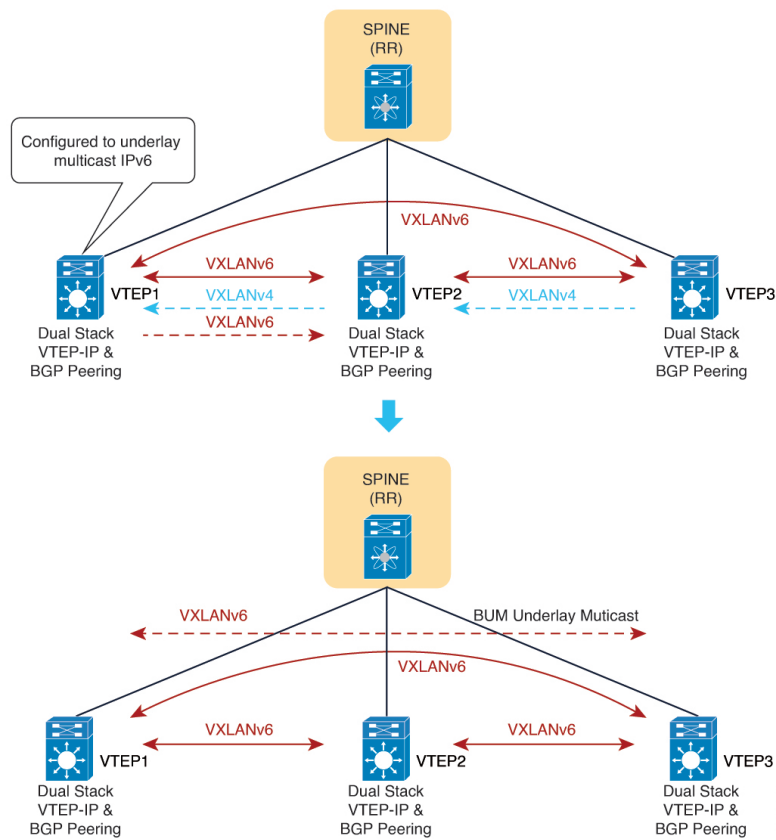 SPINE
(RR)
Configured to underlay
multicast IPv6
VXLANv6
VXLANv6
VXLANv6
VTEP1
VXLANv4
VTEP2
VXLANv4
VTEP3
VXLANv6
Dual Stack
VTEP-IP &
BGP Peering
Dual Stack
VTEP-IP &
BGP Peering
Dual Stack
VTEP-IP &
BGP Peering
SPINE
(RR)
VXLANv6
BUM Underlay Muticast
VXLANv6
VXLANv6
VXLANv6
VTEP1
VTEP2
VTEP3
Dual Stack
VTEP-IP &
BGP Peering
Dual Stack
VTEP-IP &
BGP Peering
Dual Stack
VTEP-IP &
BGP Peering